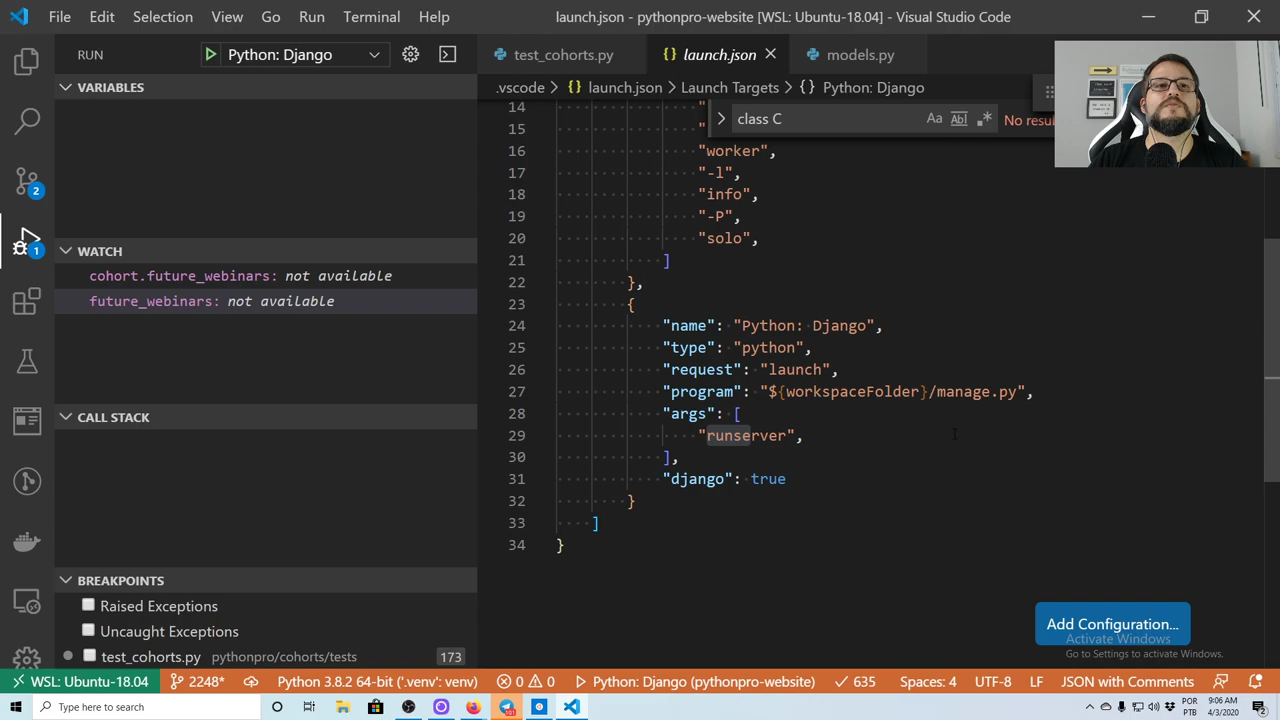 File Edit Selection View Go Run Terminal Help
launch.json - pythonpro-website [WSL: Ubuntu-18.04] - Visual Studio Code
RUN
Python: Django
test_cohorts.py
{} launch.json
models.py
.vscode > {} launch.json > Launch Targets > {} Python: Django
VARIABLES
WATCH
cohort.future_webinars: not available
future_webinars: not available
CALL STACK
BREAKPOINTS
Raised Exceptions
Uncaught Exceptions
test_cohorts.py pythonpro/cohorts/tests 173
2
1
class C
Aa
Abl
No resu
14 "
15 "
16 "worker",
17 "-l",
18 "info",
19 "-P",
20 "solo",
21 ]
22 },
23 {
24 "name": "Python: Django",
25 "type": "python",
26 "request": "launch",
27 "program": "${workspaceFolder}/manage.py",
28 "args": [
29 "runserver",
30 ],
31 "django": true
32 }
33 ]
34 }
Add Configuration...
Activate Windows
Go to Settings to activate Windows.
WSL: Ubuntu-18.04
2248*
Python 3.8.2 64-bit ('.venv': venv)
0 0
Python: Django (pythonpro-website)
635
Spaces: 4
UTF-8
LF
JSON with Comments
Type here to search
POR
PTB
9:06 AM
4/3/2020
2